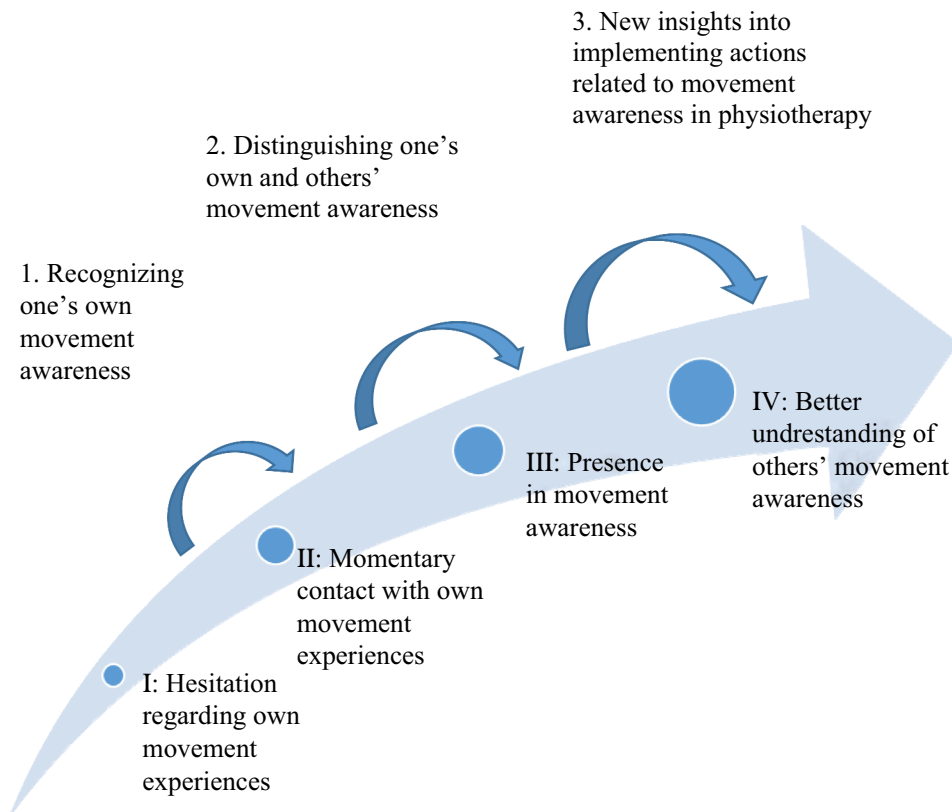 3. New insights into
implementing actions
related to movement
awareness in physiotherapy
2. Distinguishing one’s
own and others’
movement awareness
1. Recognizing
one’s own
movement
awareness
IV: Better
undrestanding of
others’ movement
awareness
III: Presence
in movement
awareness
II: Momentary
contact with own
movement
experiences
I: Hesitation
regarding own
movement
experiences